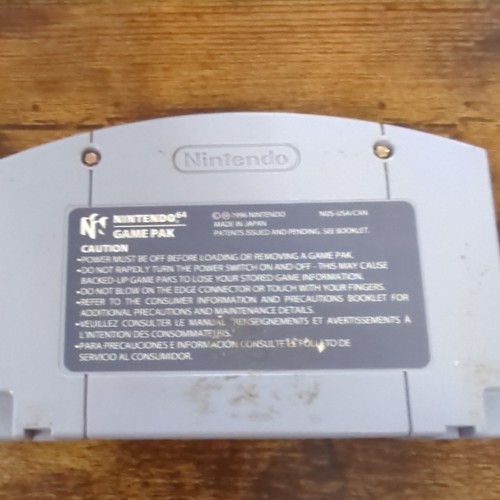 Nintendo
NINTENDO 64
GAME PAK
©Ⓜ 1996 NINTENDO NUS-USA/CAN
MADE IN JAPAN
PATENTS ISSUED AND PENDING. SEE BOOKLET.
CAUTION
•POWER MUST BE OFF BEFORE LOADING OR REMOVING A GAME PAK.
•DO NOT RAPIDLY TURN THE POWER SWITCH ON AND OFF - THIS MAY CAUSE
BACKED-UP GAME PAKS TO LOSE YOUR STORED GAME INFORMATION.
•DO NOT BLOW ON THE EDGE CONNECTOR OR TOUCH WITH YOUR FINGERS.
•REFER TO THE CONSUMER INFORMATION AND PRECAUTIONS BOOKLET FOR
ADDITIONAL PRECAUTIONS AND MAINTENANCE DETAILS.
•VEUILLEZ CONSULTER LE MANUEL RENSEIGNEMENTS ET AVERTISSEMENTS À
L'INTENTION DES CONSOMMATEURS.
•PARA PRECAUCIONES E INFORMACIÓN CONSULTE EL FOLLETO DE
SERVICIO AL CONSUMIDOR.